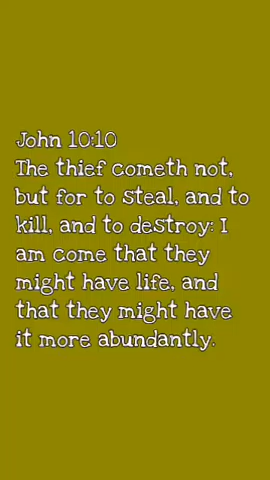 John 10:10
The thief cometh not,
but for to steal, and to
kill, and to destroy: I
am come that they
might have life, and
that they might have
it more abundantly.